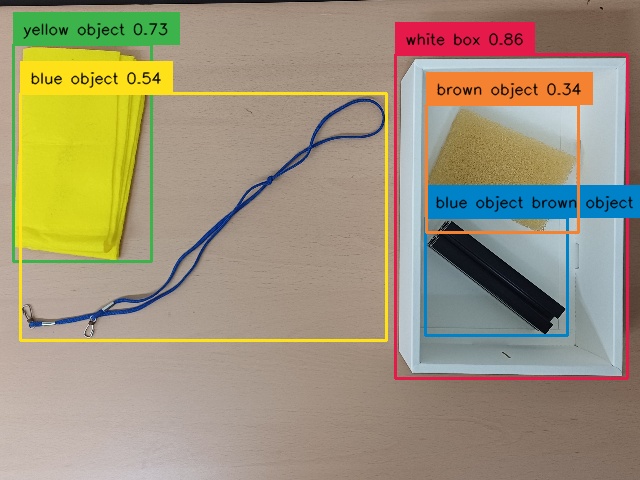 yellow object 0.73
blue object 0.54
white box 0.86
brown object 0.34
blue object brown object